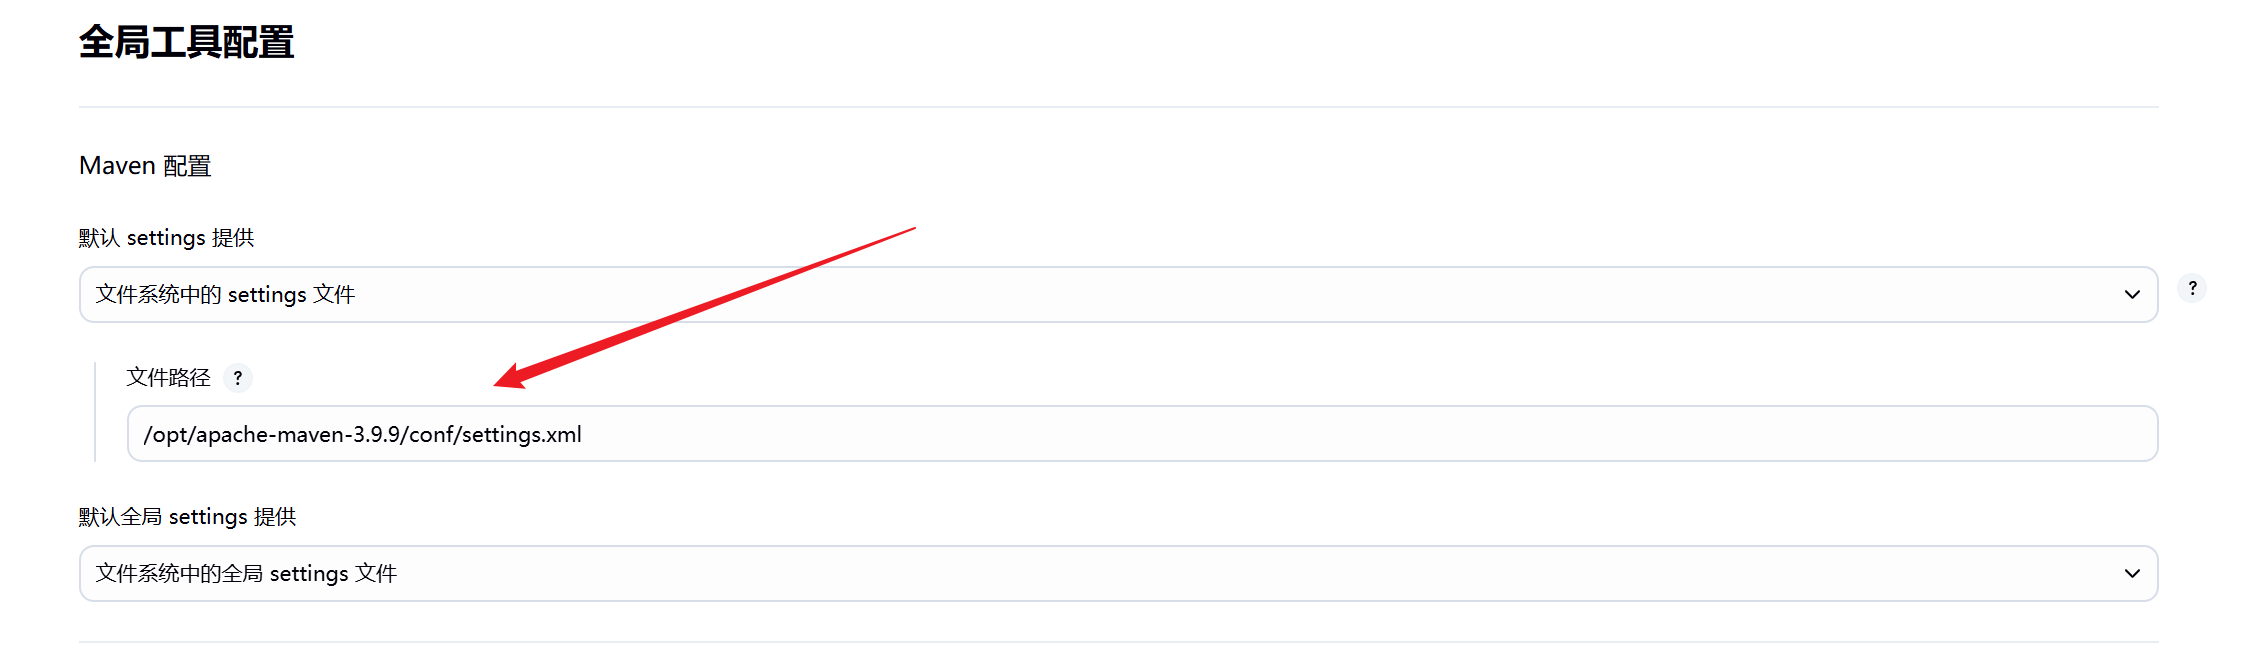 全局工具配置
Maven 配置
默认 settings 提供
文件系统中的 settings 文件
?
文件路径 ?
/opt/apache-maven-3.9.9/conf/settings.xml
默认全局 settings 提供
文件系统中的全局 settings 文件